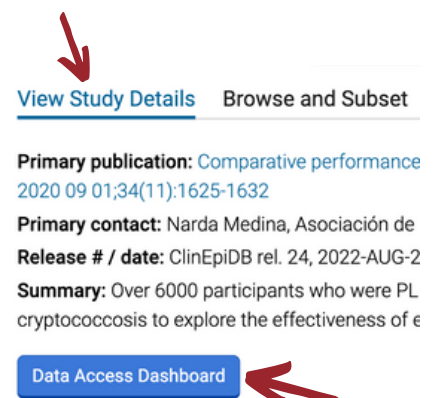 View Study Details Browse and Subset
Primary publication: Comparative performance
2020 09 01;34(11):1625-1632
Primary contact: Narda Medina, Asociación de
Release # / date: ClinEpiDB rel. 24, 2022-AUG-2
Summary: Over 6000 participants who were PL
cryptococcosis to explore the effectiveness of e
Data Access Dashboard